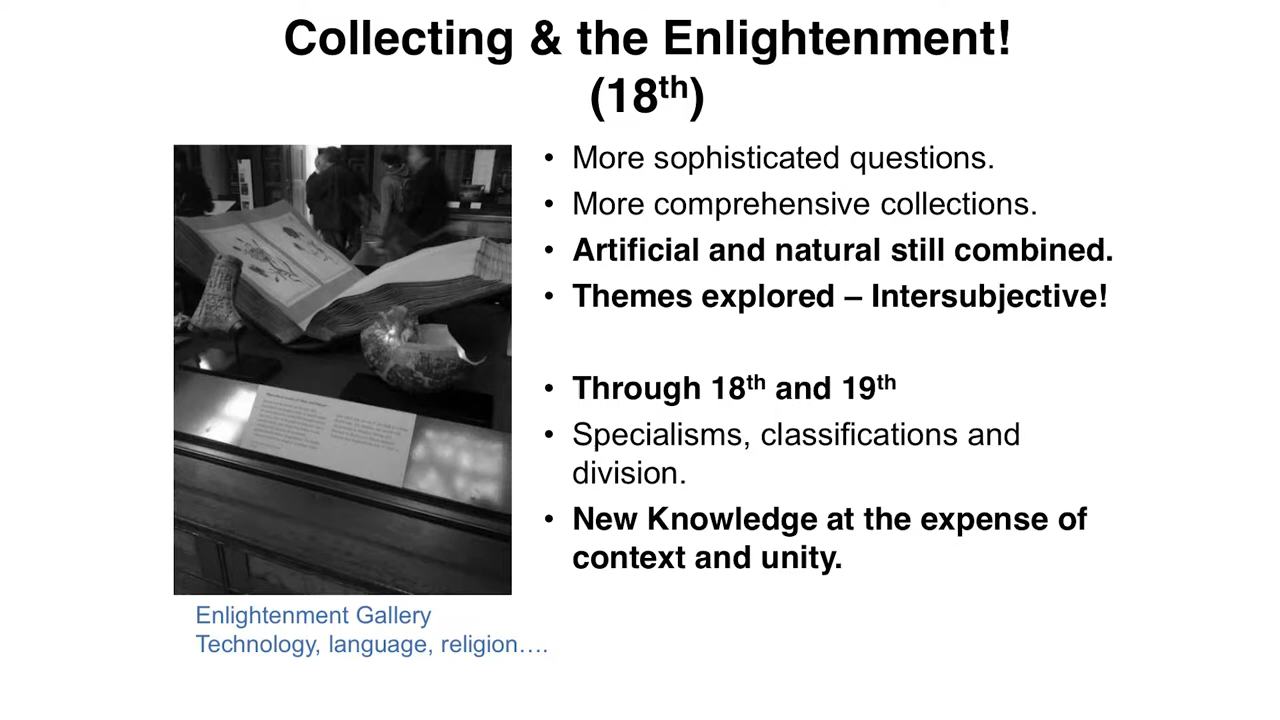 Collecting & the Enlightenment!
(18th)
• More sophisticated questions.
• More comprehensive collections.
• Artificial and natural still combined.
• Themes explored – Intersubjective!
• Through 18th and 19th
• Specialisms, classifications and
division.
• New Knowledge at the expense of
context and unity.
Enlightenment Gallery
Technology, language, religion….